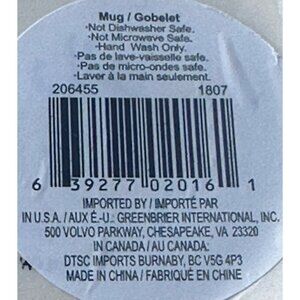 Mug / Gobelet
•Not Dishwasher Safe.
•Not Microwave Safe.
•Hand Wash Only.
•Pas de lave-vaisselle safe.
•Pas de micro-ondes safe.
•Laver à la main seulement.
206455 1807
6 39277 02016 1
IMPORTED BY / IMPORTÉ PAR
IN U.S.A. / AUX É.-U.: GREENBRIER INTERNATIONAL, INC.
500 VOLVO PARKWAY, CHESAPEAKE, VA 23320
IN CANADA / AU CANADA:
DTSC IMPORTS BURNABY, BC V5G 4P3
MADE IN CHINA / FABRIQUÉ EN CHINE